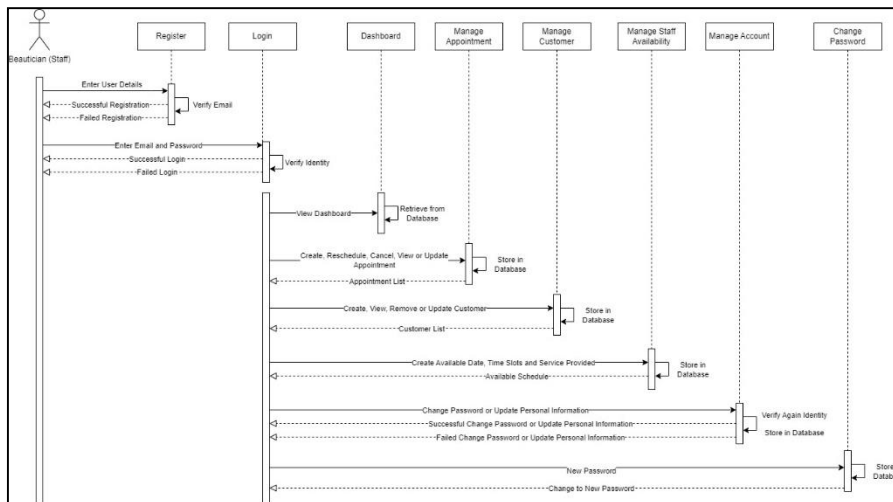 Register
Login
Dashboard
Manage
Appointment
Manage
Customer
Manage Staff
Availability
Manage Account
Change
Password
Beautician (Staff)
Enter User Details
Successful Registration
Verify Email
Failed Registration
Enter Email and Password
Successful Login
Verify Identity
Failed Login
View Dashboard
Retrieve from
Database
Create, Reschedule, Cancel, View or Update
Appointment
Store in
Database
Appointment List
Create, View, Remove or Update Customer
Store in
Database
Customer List
Create Available Date, Time Slots and Service Provided
Store in
Database
Available Schedule
Change Password or Update Personal Information
Verify Again Identity
Successful Change Password or Update Personal Information
Store in Database
Failed Change Password or Update Personal Information
New Password
Store
Datab
Change to New Password